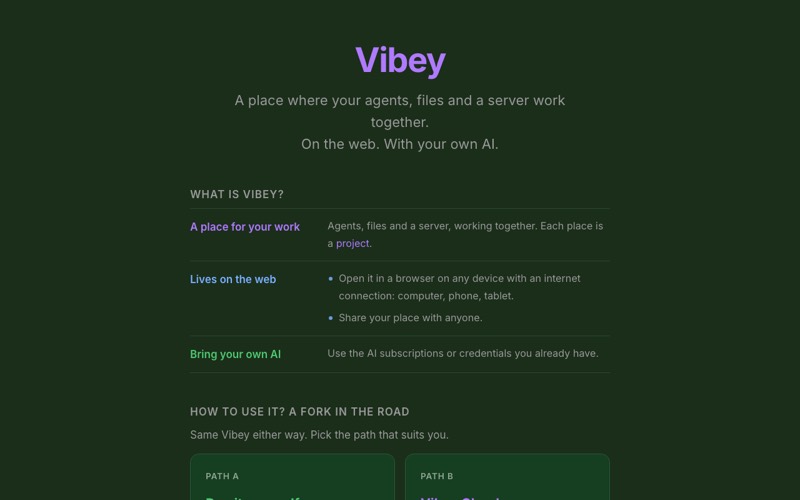 Vibey
A place where your agents, files and a server work
together.
On the web. With your own AI.
WHAT IS VIBEY?
A place for your work
Agents, files and a server, working together. Each place is
a project.
Lives on the web
• Open it in a browser on any device with an internet
connection: computer, phone, tablet.
• Share your place with anyone.
Bring your own AI
Use the AI subscriptions or credentials you already have.
HOW TO USE IT? A FORK IN THE ROAD
Same Vibey either way. Pick the path that suits you.
PATH A
PATH B